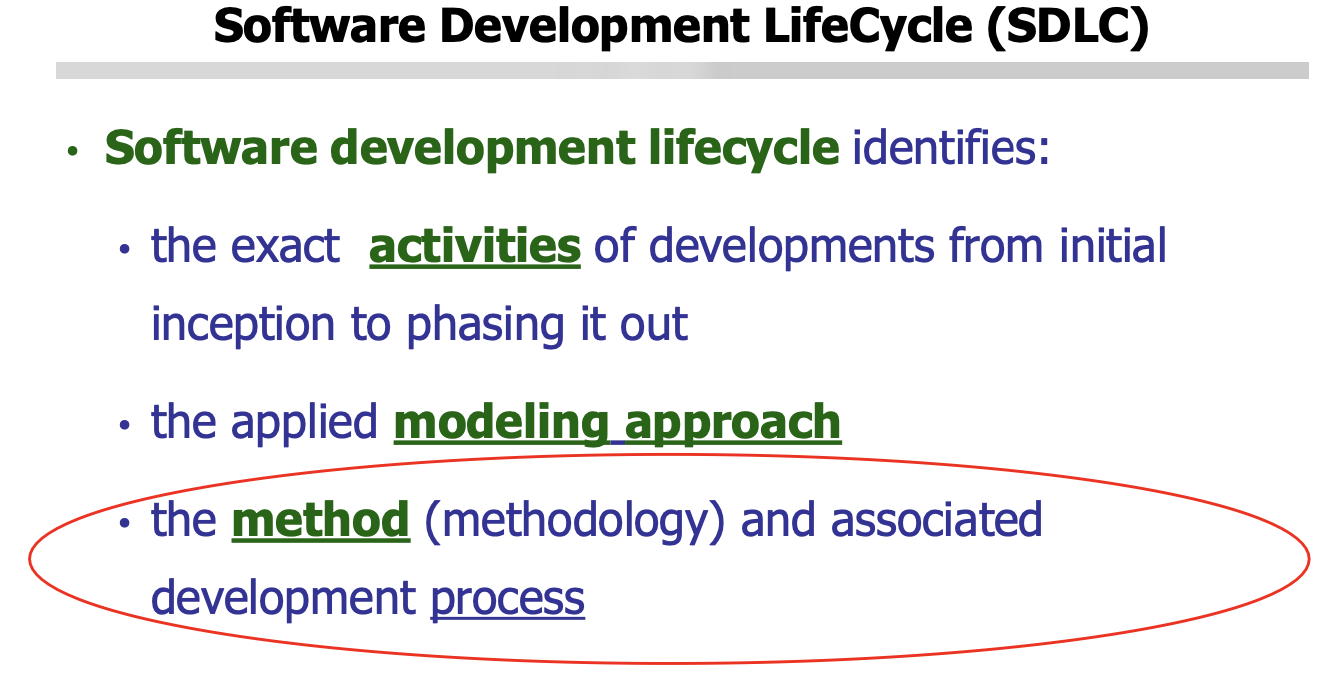 Software Development LifeCycle (SDLC)
• Software development lifecycle identifies:
• the exact activities of developments from initial
inception to phasing it out
• the applied modeling approach
• the method (methodology) and associated
development process